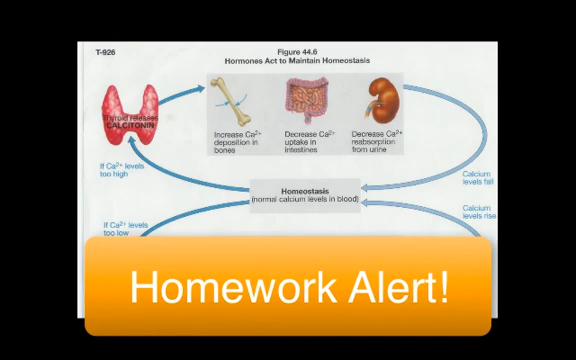 T-926
Figure 44.6
Hormones Act to Maintain Homeostasis
Thyroid releases
CALCITONIN
Increase Ca2+
deposition in
bones
Decrease Ca2+
uptake in
intestines
Decrease Ca2+
reabsorption
from urine
If Ca2+ levels
too high
Calcium
levels fall
Homeostasis
(normal calcium levels in blood)
Calcium
levels rise
If Ca2+ levels
too low
Homework Alert!